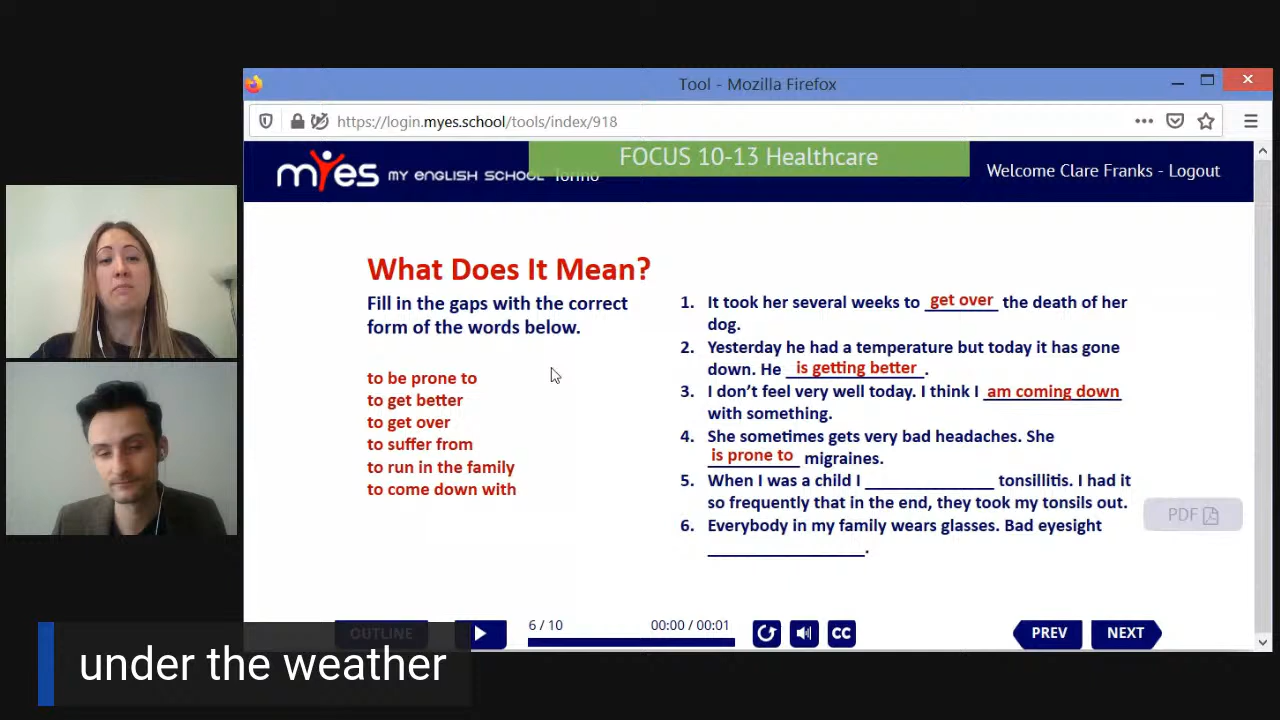 Tool - Mozilla Firefox
https://login.myes.school/tools/index/918
FOCUS 10-13 Healthcare
myes MY ENGLISH SCHOOL Torino
Welcome Clare Franks - Logout
What Does It Mean?
Fill in the gaps with the correct
form of the words below.
to be prone to
to get better
to get over
to suffer from
to run in the family
to come down with
1. It took her several weeks to get over the death of her
dog.
2. Yesterday he had a temperature but today it has gone
down. He is getting better.
3. I don't feel very well today. I think I am coming down
with something.
4. She sometimes gets very bad headaches. She
is prone to migraines.
5. When I was a child I ______________ tonsillitis. I had it
so frequently that in the end, they took my tonsils out.
6. Everybody in my family wears glasses. Bad eyesight
_________________.
PDF
OUTLINE
6 / 10
00:00 / 00:01
CC
PREV
NEXT
under the weather